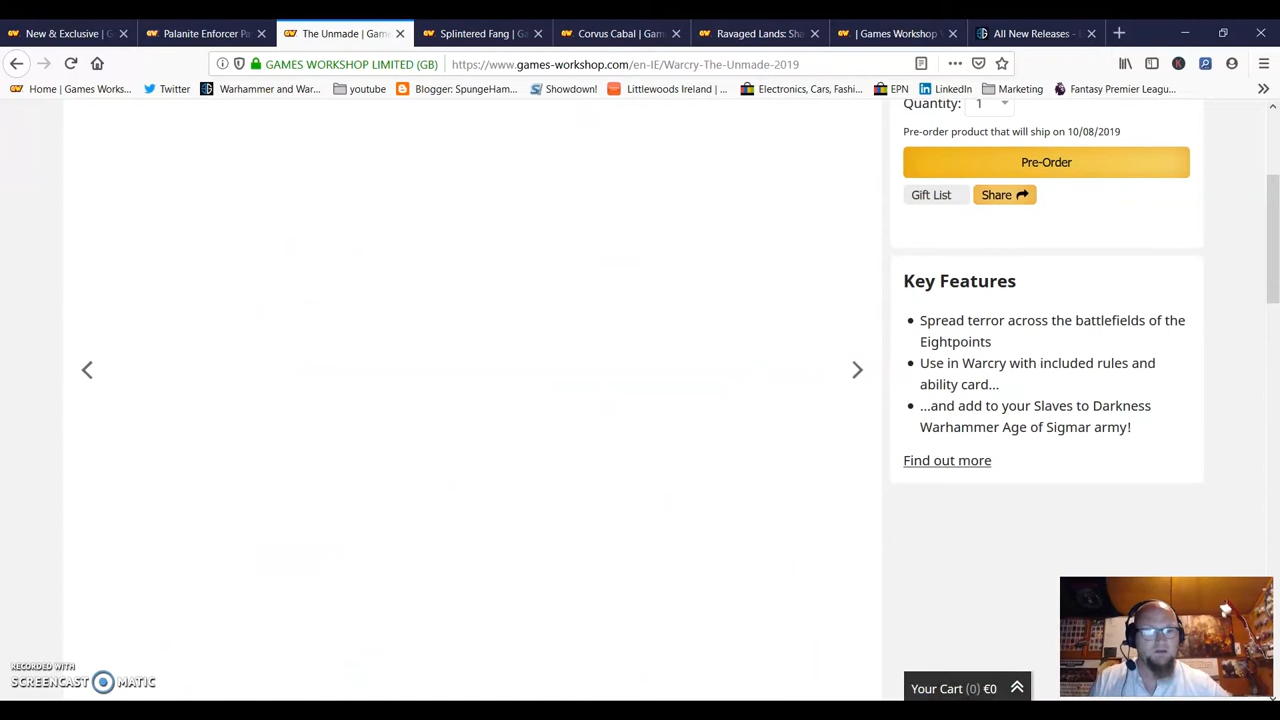 New & Exclusive | G
Palanite Enforcer Pa
The Unmade | Gam
Splintered Fang | G
Corvus Cabal | Gam
Ravaged Lands: Sha
| Games Workshop
All New Releases -
GAMES WORKSHOP LIMITED (GB)
https://www.games-workshop.com/en-IE/Warcry-The-Unmade-2019
Home | Games Works...
Twitter
Warhammer and War...
youtube
Blogger: SpungeHam...
Showdown!
Littlewoods Ireland | ...
Electronics, Cars, Fashi...
EPN
LinkedIn
Marketing
Fantasy Premier Leag...
Quantity: 1
Pre-order product that will ship on 10/08/2019
Pre-Order
Gift List
Share
Key Features
Spread terror across the battlefields of the
Eightpoints
Use in Warcry with included rules and
ability card...
...and add to your Slaves to Darkness
Warhammer Age of Sigmar army!
Find out more
Your Cart (0) €0
RECORDED WITH
SCREENCAST MATIC